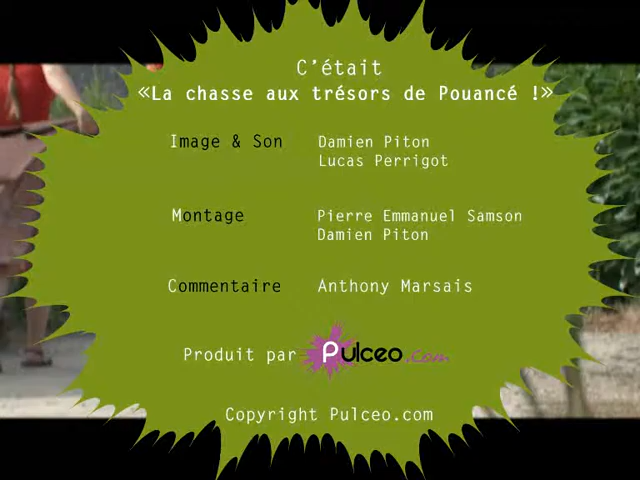 C'était
«La chasse aux trésors de Pouancé !»
Image & Son Damien Piton
Lucas Perrigot
Montage Pierre Emmanuel Samson
Damien Piton
Commentaire Anthony Marsais
Produit par Pulceo.com
Copyright Pulceo.com